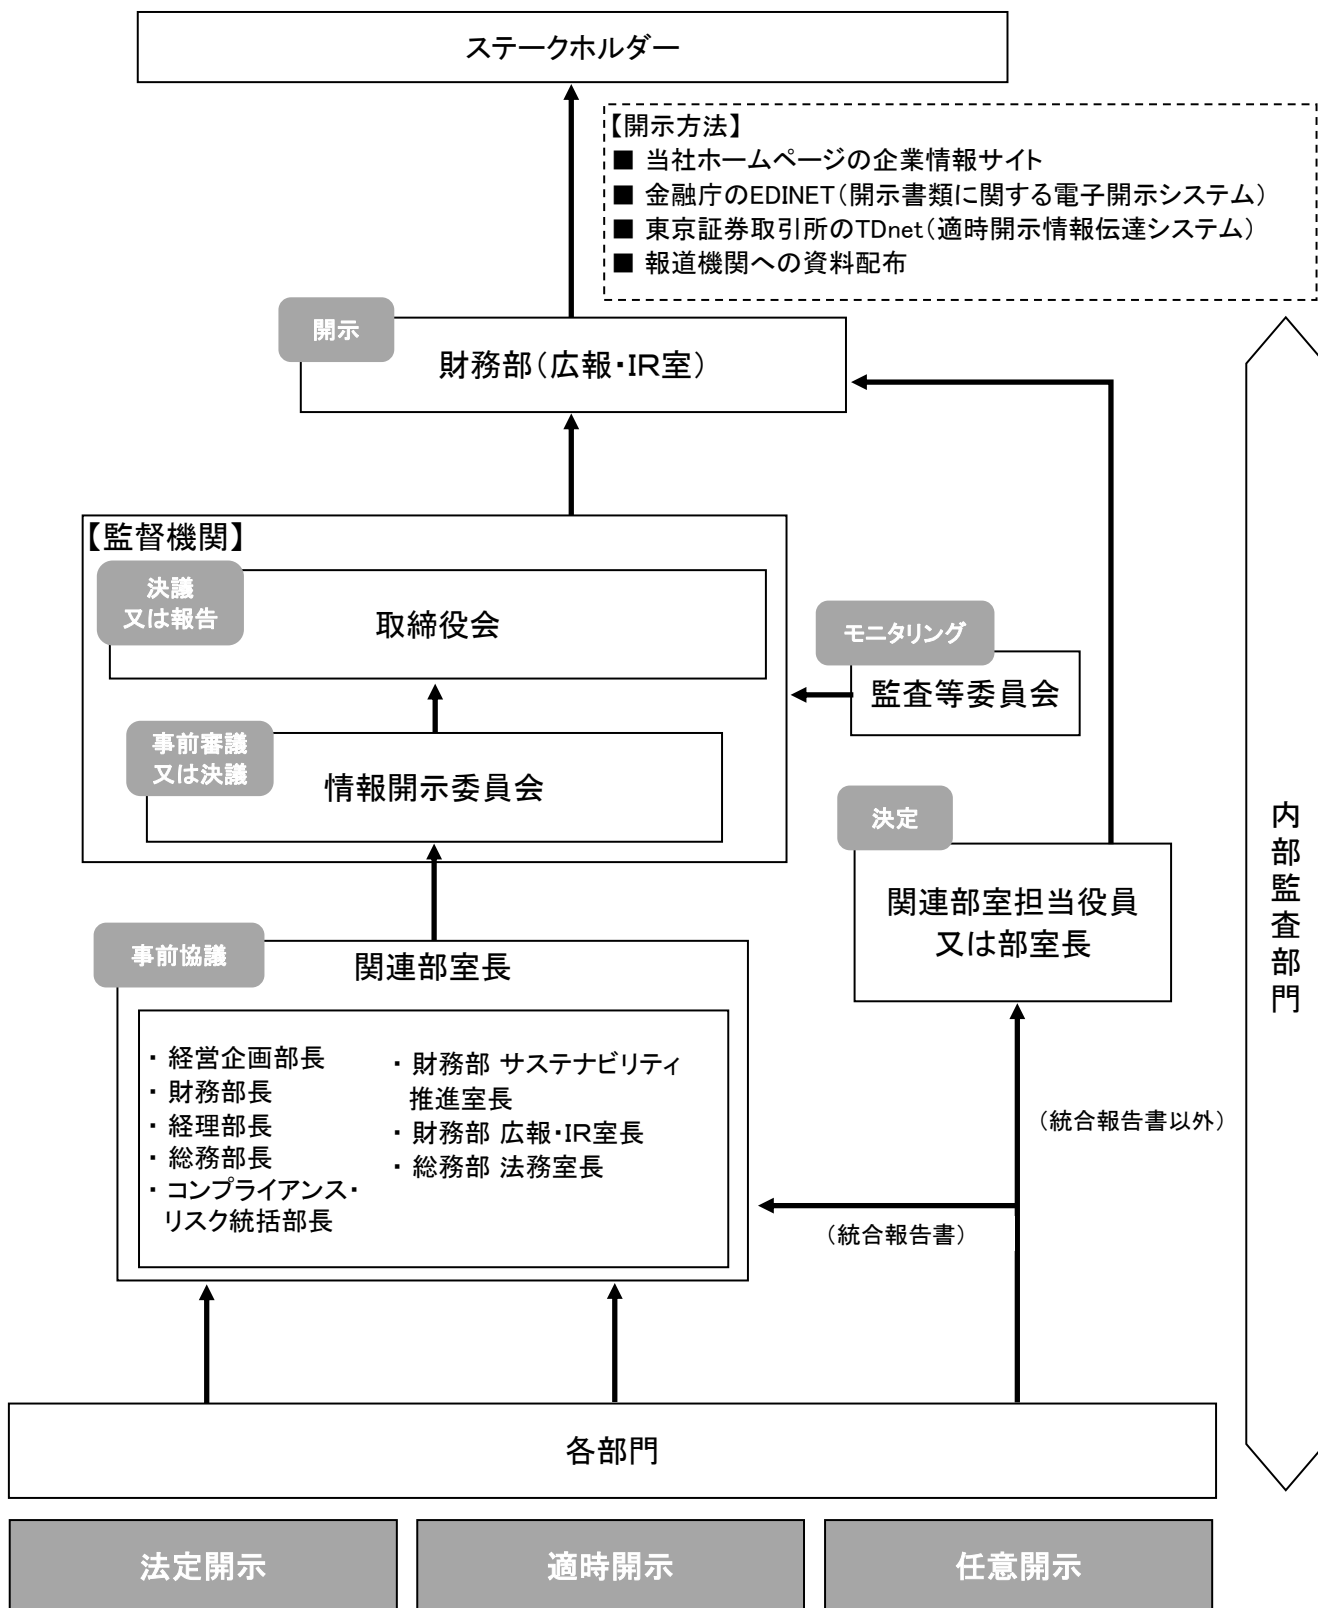 ステークホルダー
【開示方法】
■ 当社ホームページの企業情報サイト
■ 金融庁のEDINET（開示書類に関する電子開示システム）
■ 東京証券取引所のTDnet（適時開示情報伝達システム）
■ 報道機関への資料配布
開示
財務部（広報・IR室）
【監督機関】
決議
又は報告
取締役会
モニタリング
監査等委員会
事前審議
又は決議
情報開示委員会
決定
関連部室担当役員
又は部室長
内部監査部門
事前協議
関連部室長
・ 経営企画部長
・ 財務部長
・ 経理部長
・ 総務部長
・ コンプライアンス・
リスク統括部長
・ 財務部 サステナビリティ
推進室長
・ 財務部 広報・IR室長
・ 総務部 法務室長
（統合報告書以外）
（統合報告書）
各部門
法定開示
適時開示
任意開示